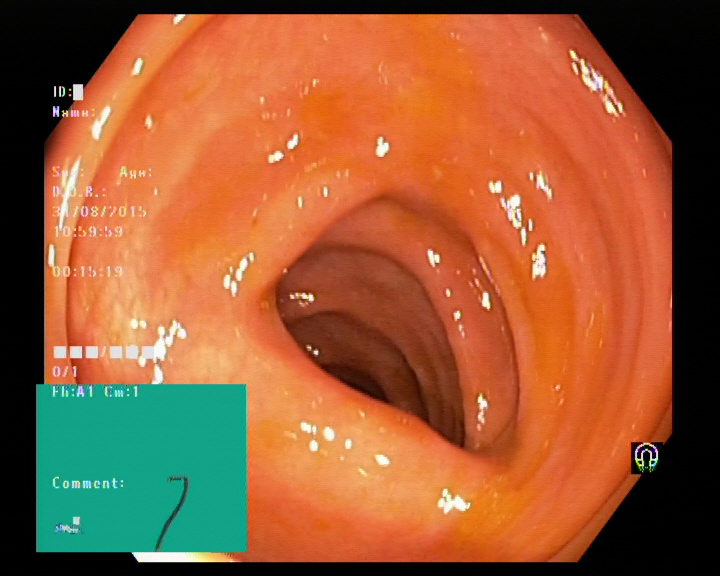 ID:
Name:
Sex: Age:
D.O.B.:
31/08/2015
10:59:59
00:15:19
0/1
Ph:A1 Cm:1
Comment: